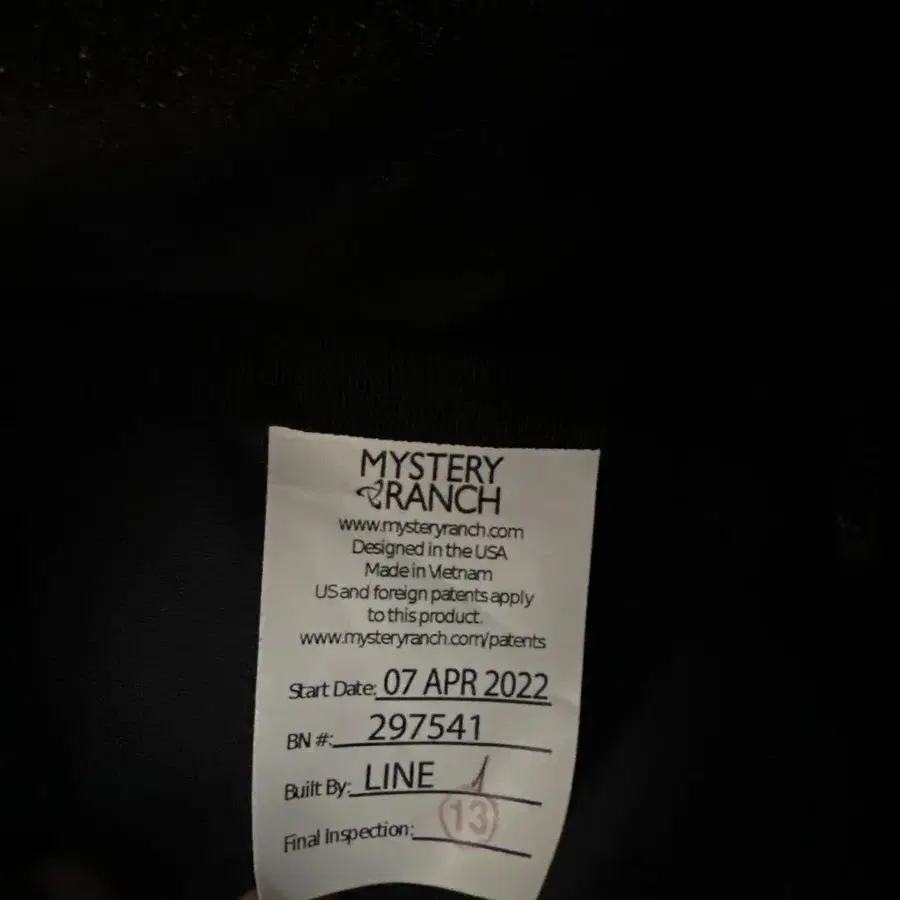 MYSTERY
RANCH
www.mysteryranch.com
Designed in the USA
Made in Vietnam
US and foreign patents apply
to this product.
www.mysteryranch.com/patents
Start Date: 07 APR 2022
BN #: 297541
Built By: LINE 1
Final Inspection: 13